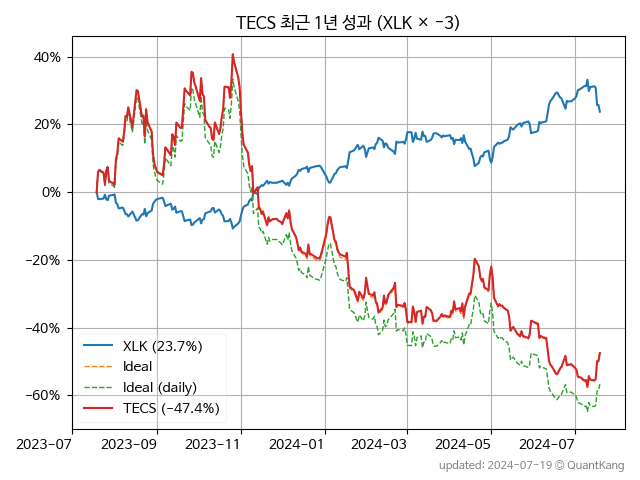 TECS 최근 1년 성과 (XLK × −3)
40%
20%
0%
−20%
−40%
−60%
XLK (23.7%)
Ideal
Ideal (daily)
TECS (−47.4%)
2023-07 2023-09 2023-11 2024-01 2024-03 2024-05 2024-07
updated: 2024-07-19 @ QuantKang